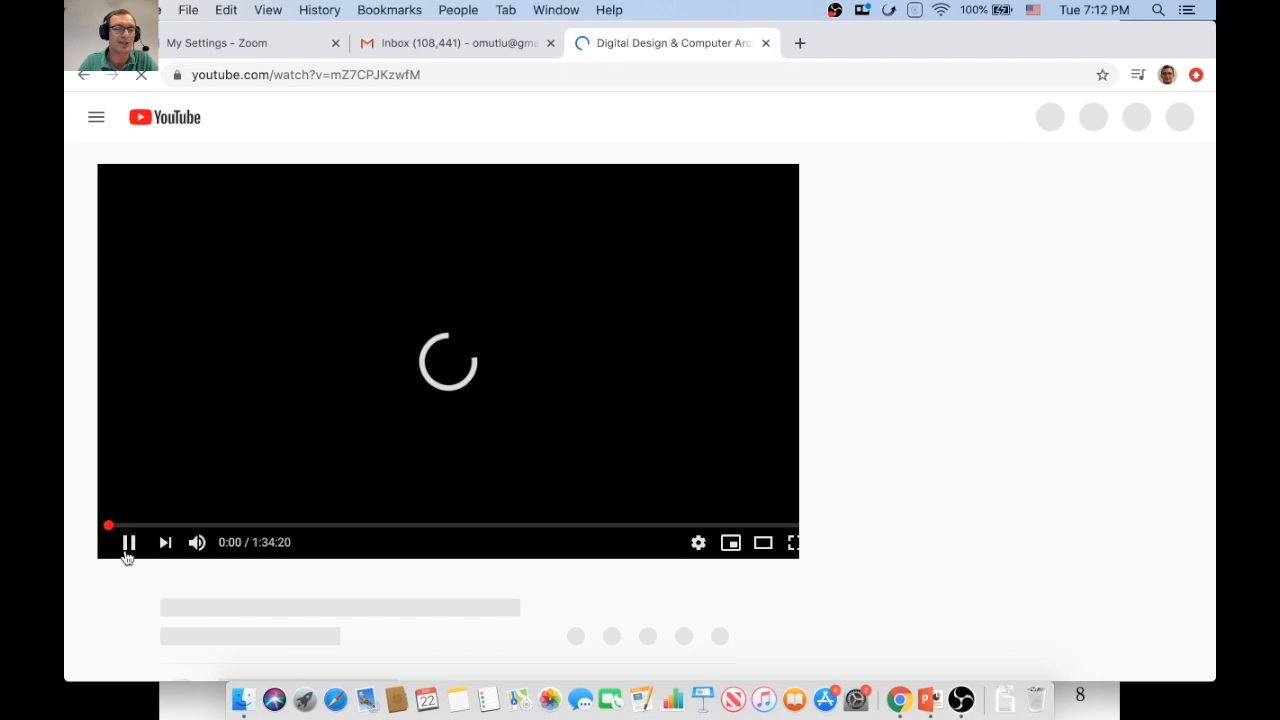 File Edit View History Bookmarks People Tab Window Help 100% Tue 7:12 PM
My Settings - Zoom Inbox (108,441) - omutlu@gma Digital Design & Computer Arc
youtube.com/watch?v=mZ7CPJKzwfM
YouTube
0:00 / 1:34:20
22
8